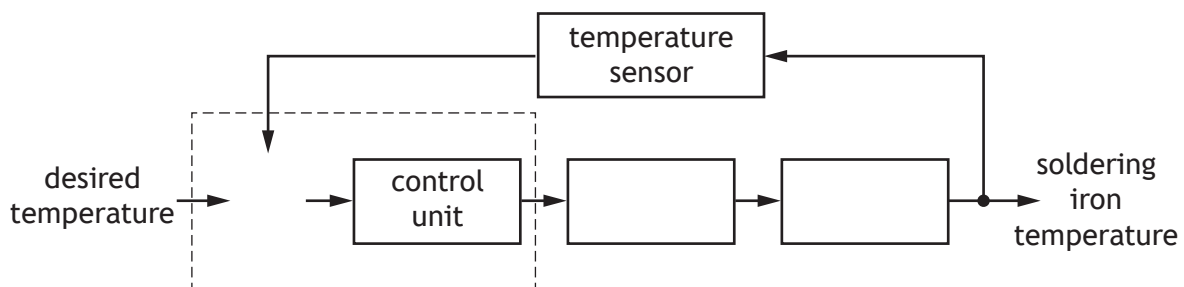 temperature
sensor
desired
temperature
control
unit
soldering
iron
temperature